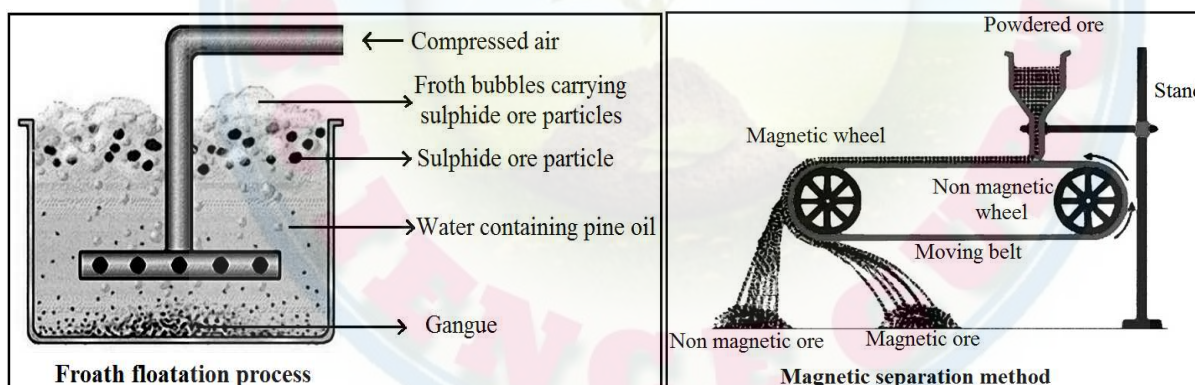 Compressed air
Froth bubbles carrying
sulphide ore particles
Sulphide ore particle
Water containing pine oil
Gangue
Froath floatation process
Powdered ore
Stand
Magnetic wheel
Non magnetic
wheel
Moving belt
Non magnetic ore
Magnetic ore
Magnetic separation method